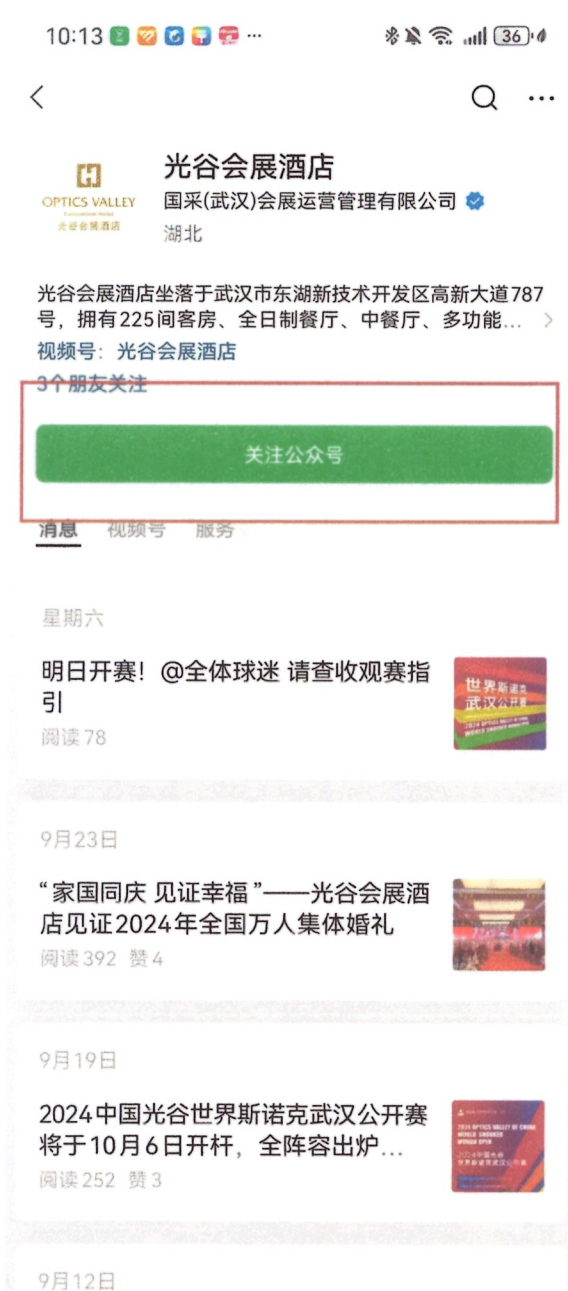 10:13
36
光谷会展酒店
OPTICS VALLEY
光谷会展酒店
国采(武汉)会展运营管理有限公司
湖北
光谷会展酒店坐落于武汉市东湖新技术开发区高新大道787
号，拥有225间客房、全日制餐厅、中餐厅、多功能...
视频号：光谷会展酒店
3个朋友关注
关注公众号
消息 视频号 服务
星期六
明日开赛！@全体球迷 请查收观赛指
引
阅读 78
世界斯诺克
武汉公开赛
9月23日
“家国同庆 见证幸福”——光谷会展酒
店见证2024年全国万人集体婚礼
阅读 392 赞 4
9月19日
2024中国光谷世界斯诺克武汉公开赛
将于10月6日开杆，全阵容出炉...
阅读 252 赞 3
2024 OPTICS VALLEY OF CHINA
WORLD SNOOKER
WUHAN OPEN
9月12日